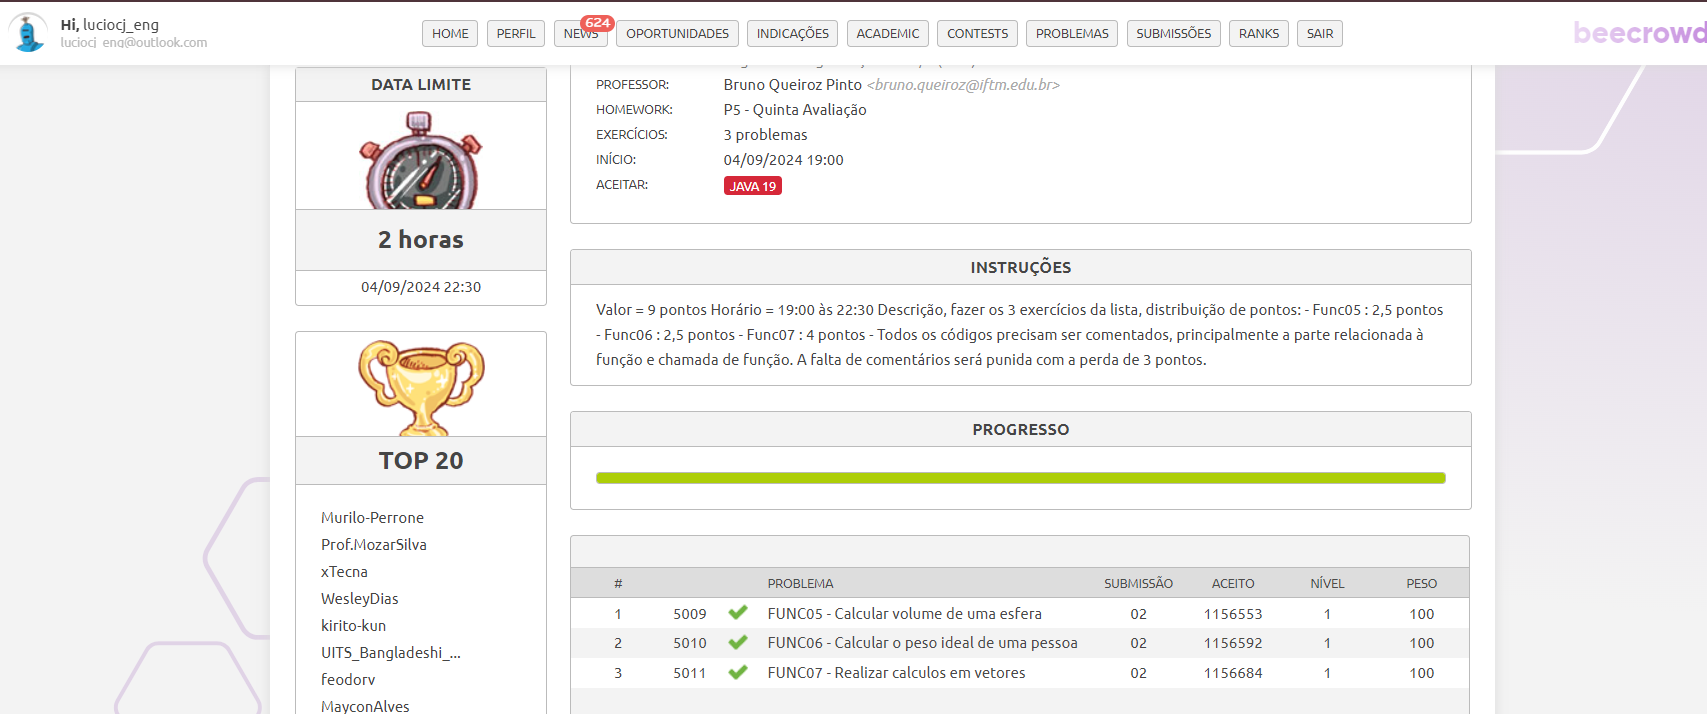 Hi, luciocj_eng
luciocj_eng@outlook.com
HOME
PERFIL
NEWS
624
OPORTUNIDADES
INDICAÇÕES
ACADEMIC
CONTESTS
PROBLEMAS
SUBMISSÕES
RANKS
SAIR
beecrowd
DATA LIMITE
2 horas
04/09/2024 22:30
TOP 20
Murilo-Perrone
Prof.MozarSilva
xTecna
WesleyDias
kirito-kun
UITS_Bangladeshi_...
feodorv
MayconAlves
PROFESSOR: Bruno Queiroz Pinto <bruno.queiroz@iftm.edu.br>
HOMEWORK: P5 - Quinta Avaliação
EXERCÍCIOS: 3 problemas
INÍCIO: 04/09/2024 19:00
ACEITAR: JAVA 19
INSTRUÇÕES
Valor = 9 pontos Horário = 19:00 às 22:30 Descrição, fazer os 3 exercícios da lista, distribuição de pontos: - Func05 : 2,5 pontos
- Func06 : 2,5 pontos - Func07 : 4 pontos - Todos os códigos precisam ser comentados, principalmente a parte relacionada à
função e chamada de função. A falta de comentários será punida com a perda de 3 pontos.
PROGRESSO
# PROBLEMA SUBMISSÃO ACEITO NÍVEL PESO
1 5009 FUNC05 - Calcular volume de uma esfera 02 1156553 1 100
2 5010 FUNC06 - Calcular o peso ideal de uma pessoa 02 1156592 1 100
3 5011 FUNC07 - Realizar calculos em vetores 02 1156684 1 100